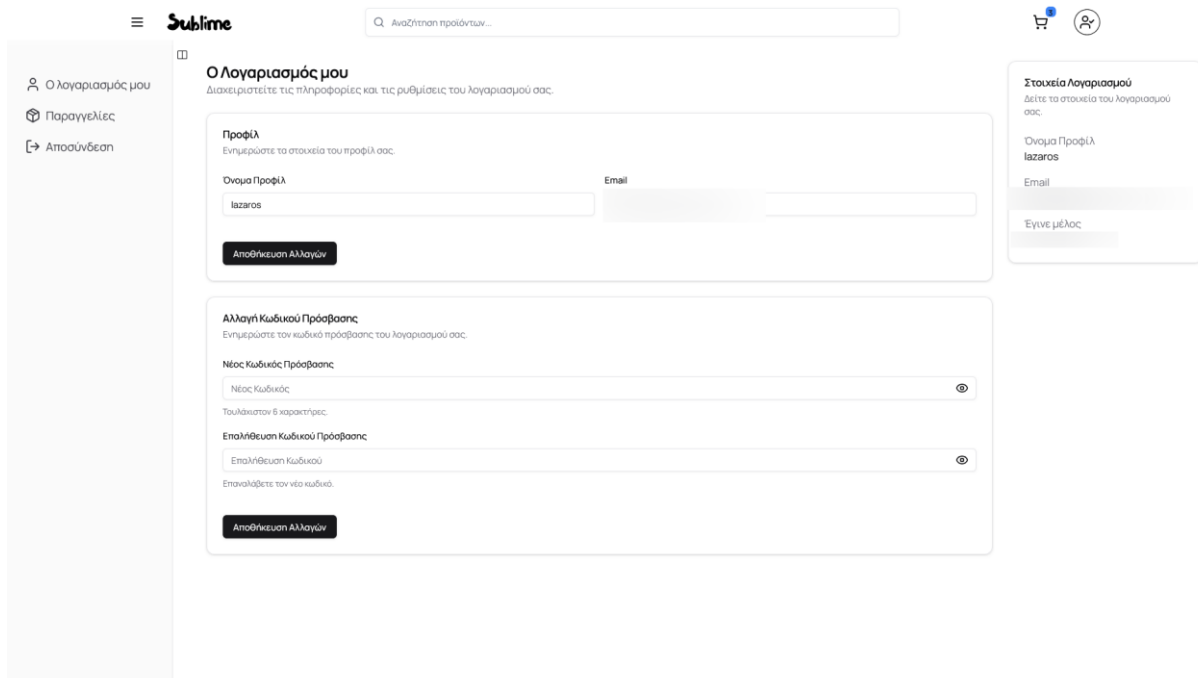 Sublime
Αναζήτηση προϊόντων...
Ο λογαριασμός μου
Παραγγελίες
Αποσύνδεση
Ο Λογαριασμός μου
Διαχειριστείτε τις πληροφορίες και τις ρυθμίσεις του λογαριασμού σας.
Προφίλ
Ενημερώστε τα στοιχεία του προφίλ σας.
Όνομα Προφίλ
Email
lazaros
Αποθήκευση Αλλαγών
Αλλαγή Κωδικού Πρόσβασης
Ενημερώστε τον κωδικό πρόσβασης του λογαριασμού σας.
Νέος Κωδικός Πρόσβασης
Νέος Κωδικός
Τουλάχιστον 6 χαρακτήρες.
Επαλήθευση Κωδικού Πρόσβασης
Επαλήθευση Κωδικού
Επαναλάβετε τον νέο κωδικό.
Αποθήκευση Αλλαγών
Στοιχεία Λογαριασμού
Δείτε τα στοιχεία του λογαριασμού
σας.
Όνομα Προφίλ
lazaros
Email
Έγινε μέλος